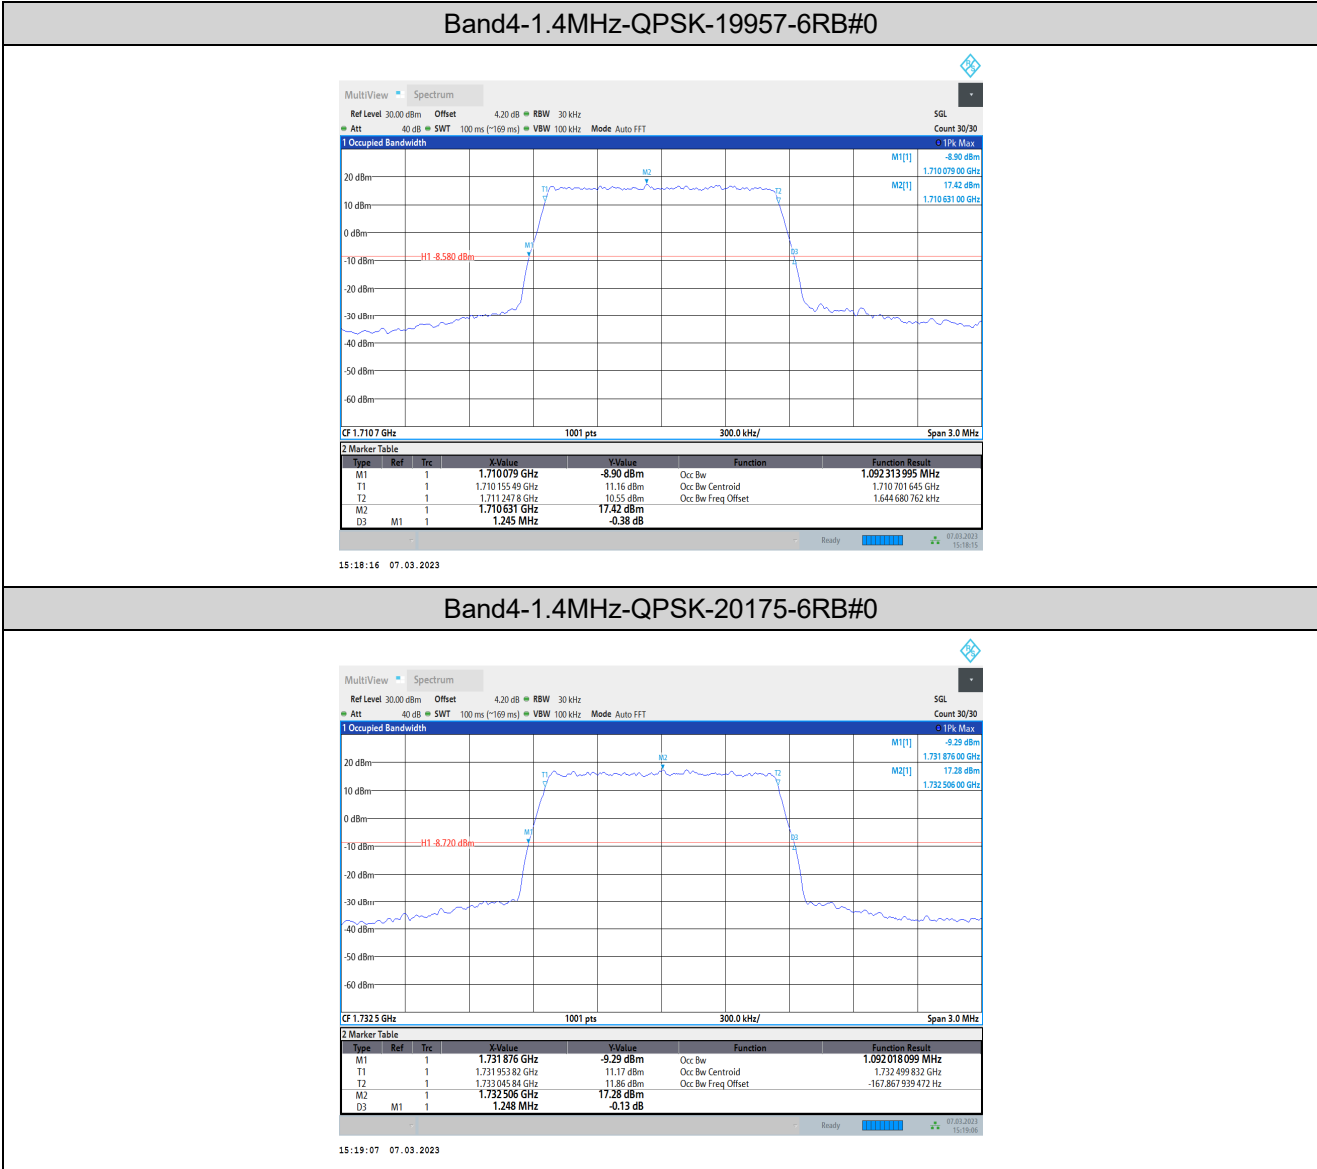 Band4-1.4MHz-QPSK-19957-6RB#0
R S
MultiView Spectrum
Ref Level 30.00 dBm Offset 4.20 dB RBW 30 kHz SGL
Att 40 dB SWT 100 ms (~169 ms) VBW 100 kHz Mode Auto FFT Count 30/30
1 Occupied Bandwidth 1Pk Max
M1[1] -8.90 dBm
1.710 079 00 GHz
M2[1] 17.42 dBm
1.710 631 00 GHz
20 dBm
10 dBm
0 dBm
-10 dBm
-20 dBm
-30 dBm
-40 dBm
-50 dBm
-60 dBm
M2
T1
T2
M1
D3
H1 -8.580 dBm
CF 1.710 7 GHz 1001 pts 300.0 kHz/ Span 3.0 MHz
2 Marker Table
Type Ref Trc X-Value Y-Value Function Function Result
M1 1 1.710 079 GHz -8.90 dBm Occ Bw 1.092 313 995 MHz
T1 1 1.710 155 49 GHz 11.16 dBm Occ Bw Centroid 1.710 701 645 GHz
T2 1 1.711 247 8 GHz 10.55 dBm Occ Bw Freq Offset 1.644 680 762 kHz
M2 1 1.710 631 GHz 17.42 dBm
D3 M1 1 1.245 MHz -0.38 dB
Ready 07.03.2023
15:18:15
15:18:16 07.03.2023
Band4-1.4MHz-QPSK-20175-6RB#0
R S
MultiView Spectrum
Ref Level 30.00 dBm Offset 4.20 dB RBW 30 kHz SGL
Att 40 dB SWT 100 ms (~169 ms) VBW 100 kHz Mode Auto FFT Count 30/30
1 Occupied Bandwidth 1Pk Max
M1[1] -9.29 dBm
1.731 876 00 GHz
M2[1] 17.28 dBm
1.732 506 00 GHz
20 dBm
10 dBm
0 dBm
-10 dBm
-20 dBm
-30 dBm
-40 dBm
-50 dBm
-60 dBm
M2
T1
T2
M1
D3
H1 -8.720 dBm
CF 1.732 5 GHz 1001 pts 300.0 kHz/ Span 3.0 MHz
2 Marker Table
Type Ref Trc X-Value Y-Value Function Function Result
M1 1 1.731 876 GHz -9.29 dBm Occ Bw 1.092 018 099 MHz
T1 1 1.731 953 82 GHz 11.17 dBm Occ Bw Centroid 1.732 499 832 GHz
T2 1 1.733 045 84 GHz 11.86 dBm Occ Bw Freq Offset -167.867 939 472 Hz
M2 1 1.732 506 GHz 17.28 dBm
D3 M1 1 1.248 MHz -0.13 dB
Ready 07.03.2023
15:19:06
15:19:07 07.03.2023